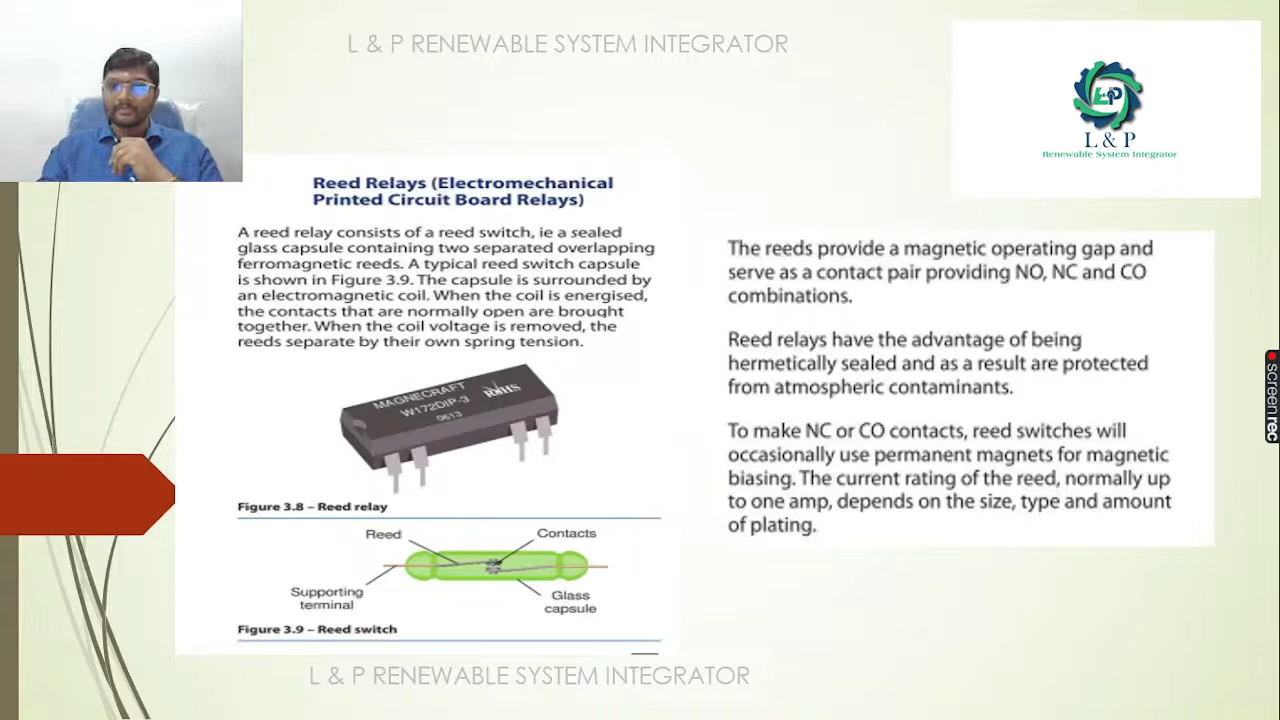 L & P RENEWABLE SYSTEM INTEGRATOR
L&P
L & P
Renewable System Integrator
Reed Relays (Electromechanical
Printed Circuit Board Relays)
A reed relay consists of a reed switch, ie a sealed
glass capsule containing two separated overlapping
ferromagnetic reeds. A typical reed switch capsule
is shown in Figure 3.9. The capsule is surrounded by
an electromagnetic coil. When the coil is energised,
the contacts that are normally open are brought
together. When the coil voltage is removed, the
reeds separate by their own spring tension.
MAGNECRAFT
W172DIP-3
0613
RoHS
Figure 3.8 – Reed relay
Reed
Contacts
Supporting
terminal
Glass
capsule
Figure 3.9 – Reed switch
The reeds provide a magnetic operating gap and
serve as a contact pair providing NO, NC and CO
combinations.
Reed relays have the advantage of being
hermetically sealed and as a result are protected
from atmospheric contaminants.
To make NC or CO contacts, reed switches will
occasionally use permanent magnets for magnetic
biasing. The current rating of the reed, normally up
to one amp, depends on the size, type and amount
of plating.
L & P RENEWABLE SYSTEM INTEGRATOR
screenrec